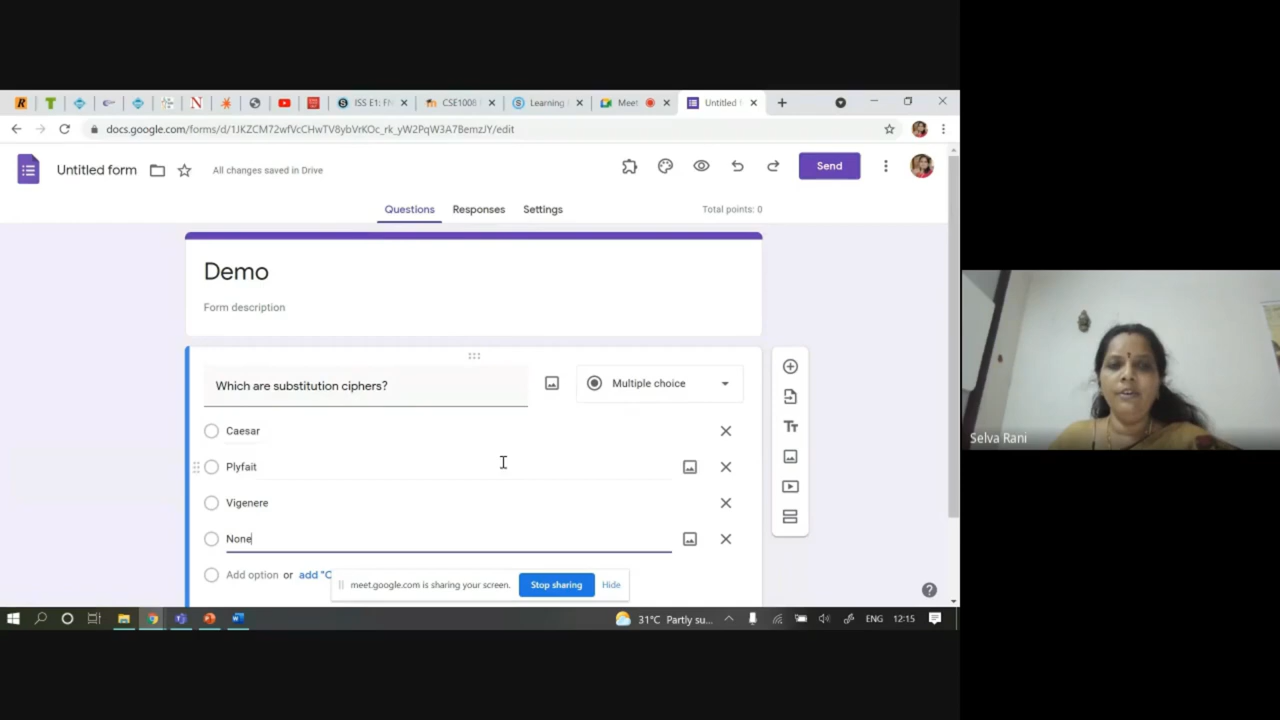 ISS E1: FN
CSE1008
Learning
Meet
Untitled
docs.google.com/forms/d/1JKZCM72wfVcCHwTV8ybVrKOc_rk_yW2PqW3A7BemzJY/edit
Untitled form
All changes saved in Drive
Send
Questions
Responses
Settings
Total points: 0
Demo
Form description
Which are substitution ciphers?
Multiple choice
Caesar
Plyfait
Vigenere
None
Add option or add "O
meet.google.com is sharing your screen.
Stop sharing
Hide
31°C Partly su...
ENG
12:15
Selva Rani